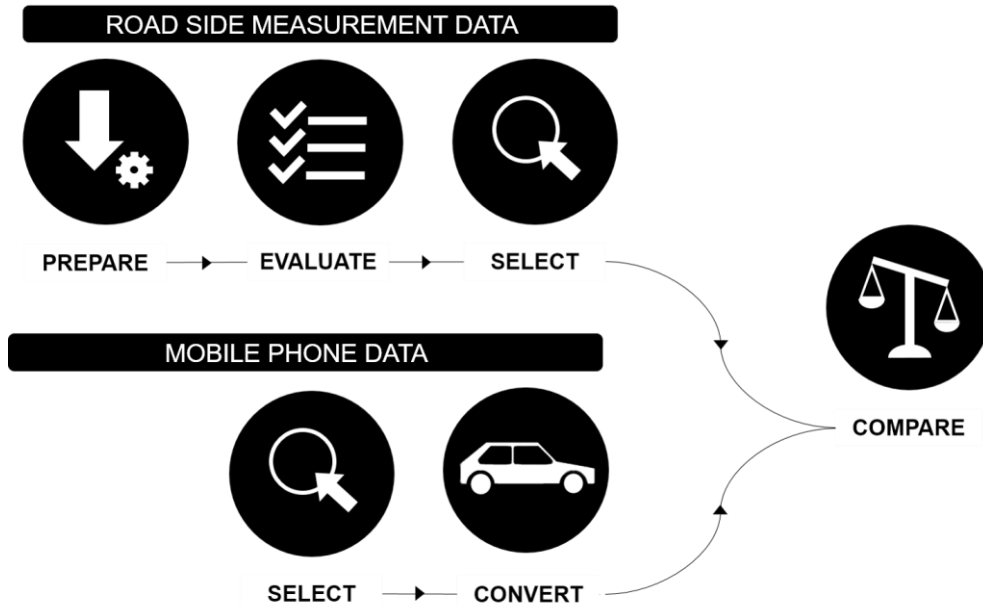 ROAD SIDE MEASUREMENT DATA
PREPARE EVALUATE SELECT
MOBILE PHONE DATA
COMPARE
SELECT CONVERT